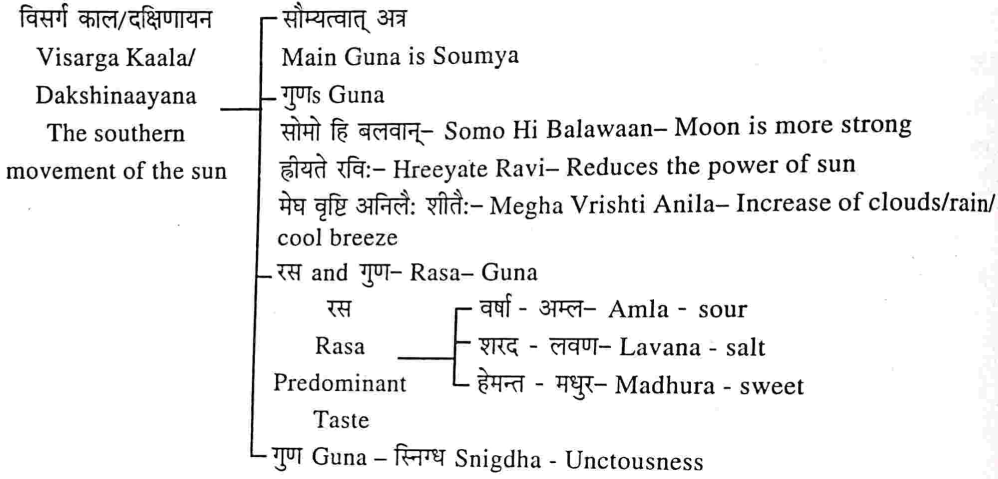 विसर्ग काल/दक्षिणायन
Visarga Kaala/
Dakshinaayana
The southern
movement of the sun
सौम्यत्वात् अत्र
Main Guna is Soumya
गुणs Guna
सोमो हि बलवान्– Somo Hi Balawaan– Moon is more strong
ह्रीयते रविः– Hreeyate Ravi– Reduces the power of sun
मेघ वृष्टि अनिलैः शीतैः– Megha Vrishti Anila– Increase of clouds/rain/
cool breeze
रस and गुण– Rasa– Guna
रस
Rasa
Predominant
Taste
वर्षा - अम्ल– Amla - sour
शरद - लवण– Lavana - salt
हेमन्त - मधुर– Madhura - sweet
गुण Guna – स्निग्ध Snigdha - Unctousness